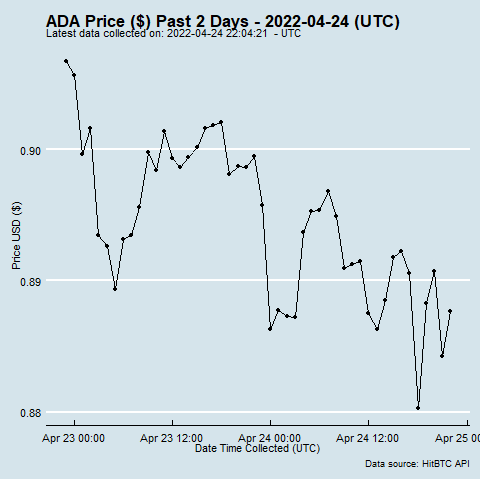 ADA Price ($) Past 2 Days - 2022-04-24 (UTC)
Latest data collected on: 2022-04-24 22:04:21 - UTC
0.90
0.89
0.88
Price USD ($)
Apr 23 00:00 Apr 23 12:00 Apr 24 00:00 Apr 24 12:00 Apr 25 00
Date Time Collected (UTC)
Data source: HitBTC API